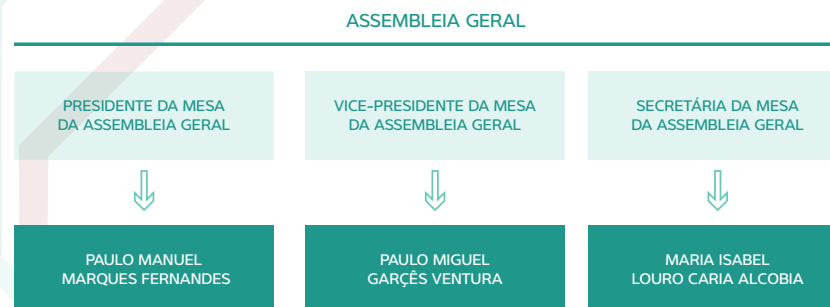 ASSEMBLEIA GERAL
PRESIDENTE DA MESA
DA ASSEMBLEIA GERAL
VICE-PRESIDENTE DA MESA
DA ASSEMBLEIA GERAL
SECRETÁRIA DA MESA
DA ASSEMBLEIA GERAL
PAULO MANUEL
MARQUES FERNANDES
PAULO MIGUEL
GARÇÊS VENTURA
MARIA ISABEL
LOURO CARIA ALCOBIA